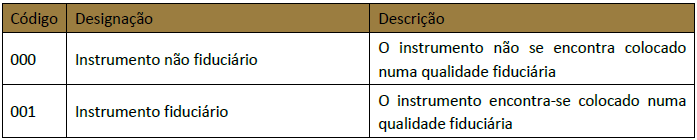 Código Designação Descrição
000 Instrumento não fiduciário O instrumento não se encontra colocado
numa qualidade fiduciária
001 Instrumento fiduciário O instrumento encontra-se colocado numa
qualidade fiduciária